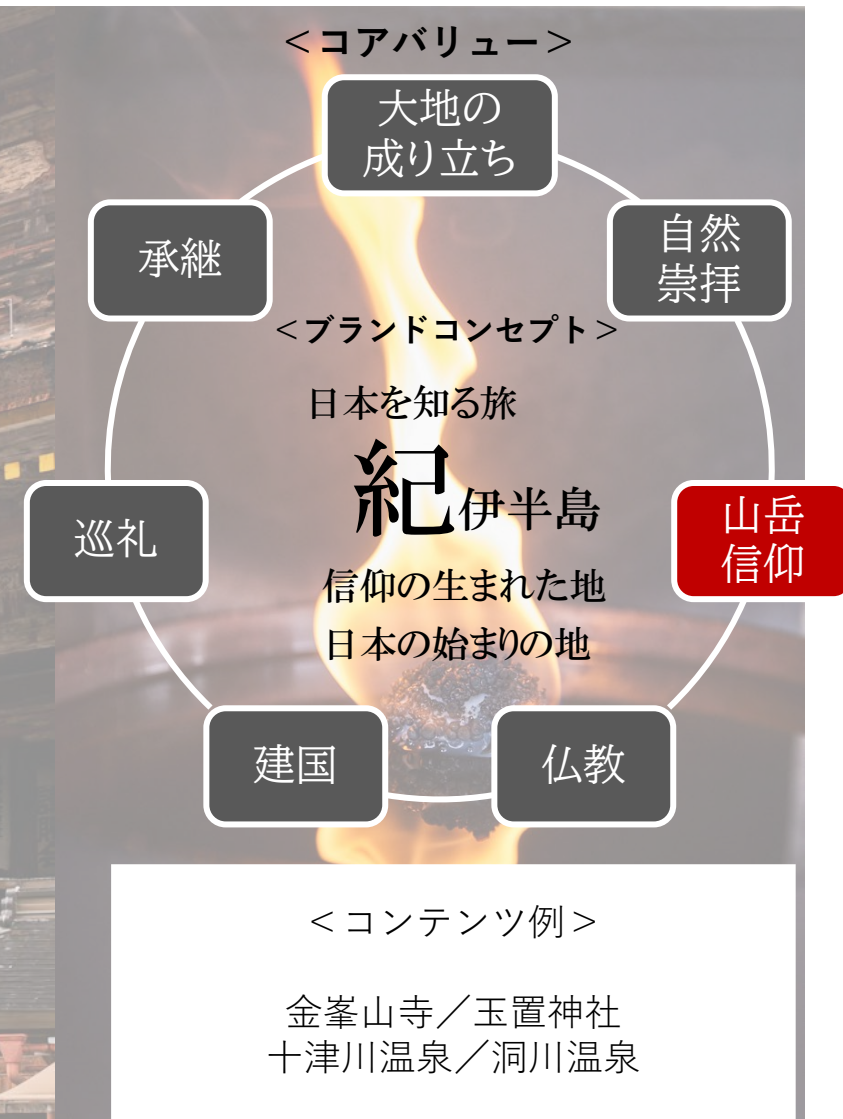 ＜コアバリュー＞
大地の
成り立ち
自然
崇拝
山岳
信仰
仏教
建国
巡礼
承継
＜ブランドコンセプト＞
日本を知る旅
紀伊半島
信仰の生まれた地
日本の始まりの地
＜コンテンツ例＞
金峯山寺／玉置神社
十津川温泉／洞川温泉